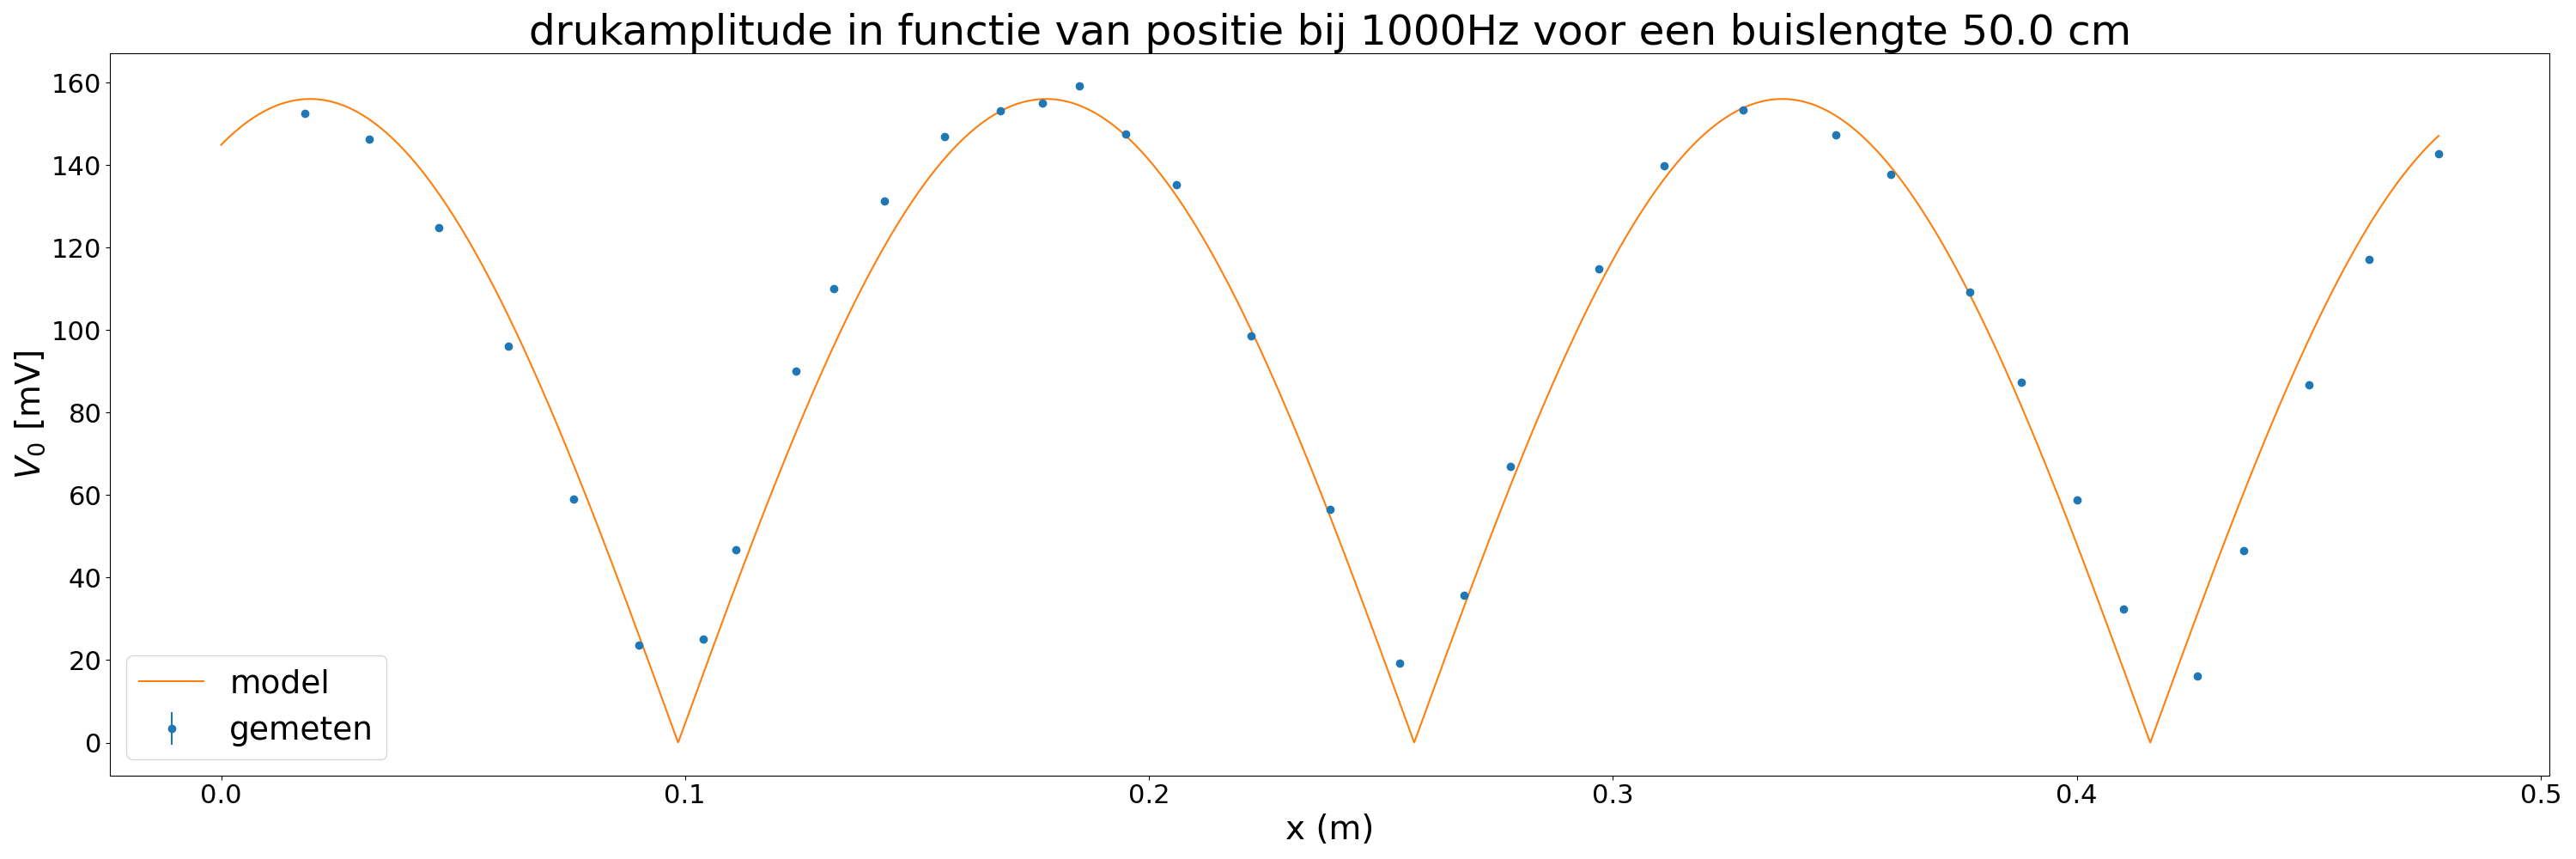 drukamplitude in functie van positie bij 1000Hz voor een buislengte 50.0 cm
160
140
120
100
80
60
40
20
0
V₀ [mV]
model
gemeten
0.0 0.1 0.2 0.3 0.4 0.5
x (m)